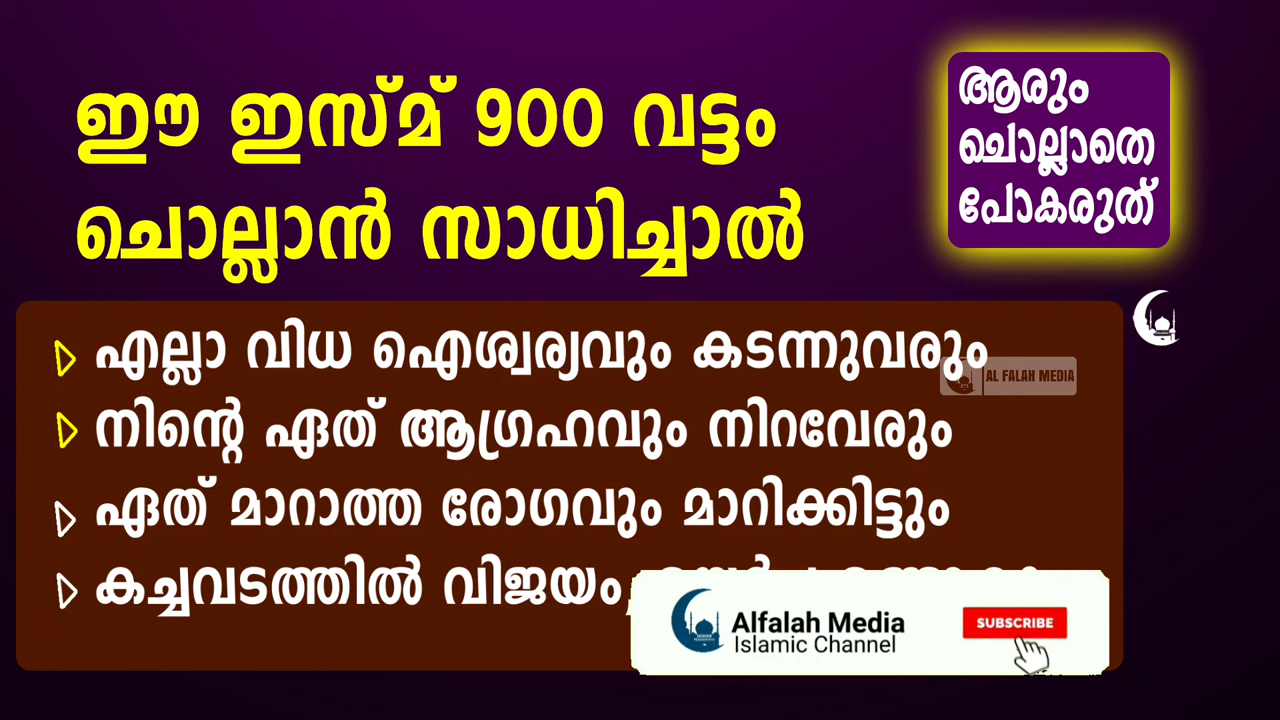 ഈ ഇസ്മ് 900 വട്ടം
ചൊല്ലാൻ സാധിച്ചാൽ
ആരും
ചൊല്ലാതെ
പോകരുത്
എല്ലാ വിധ ഐശ്വര്യവും കടന്നുവരും
AL FALAH MEDIA
നിന്റെ ഏത് ആഗ്രഹവും നിറവേരും
ഏത് മാറാത്ത രോഗവും മാറിക്കിട്ടും
കച്ചവടത്തിൽ വിജയം,
Alfalah Media
Islamic Channel
SUBSCRIBE